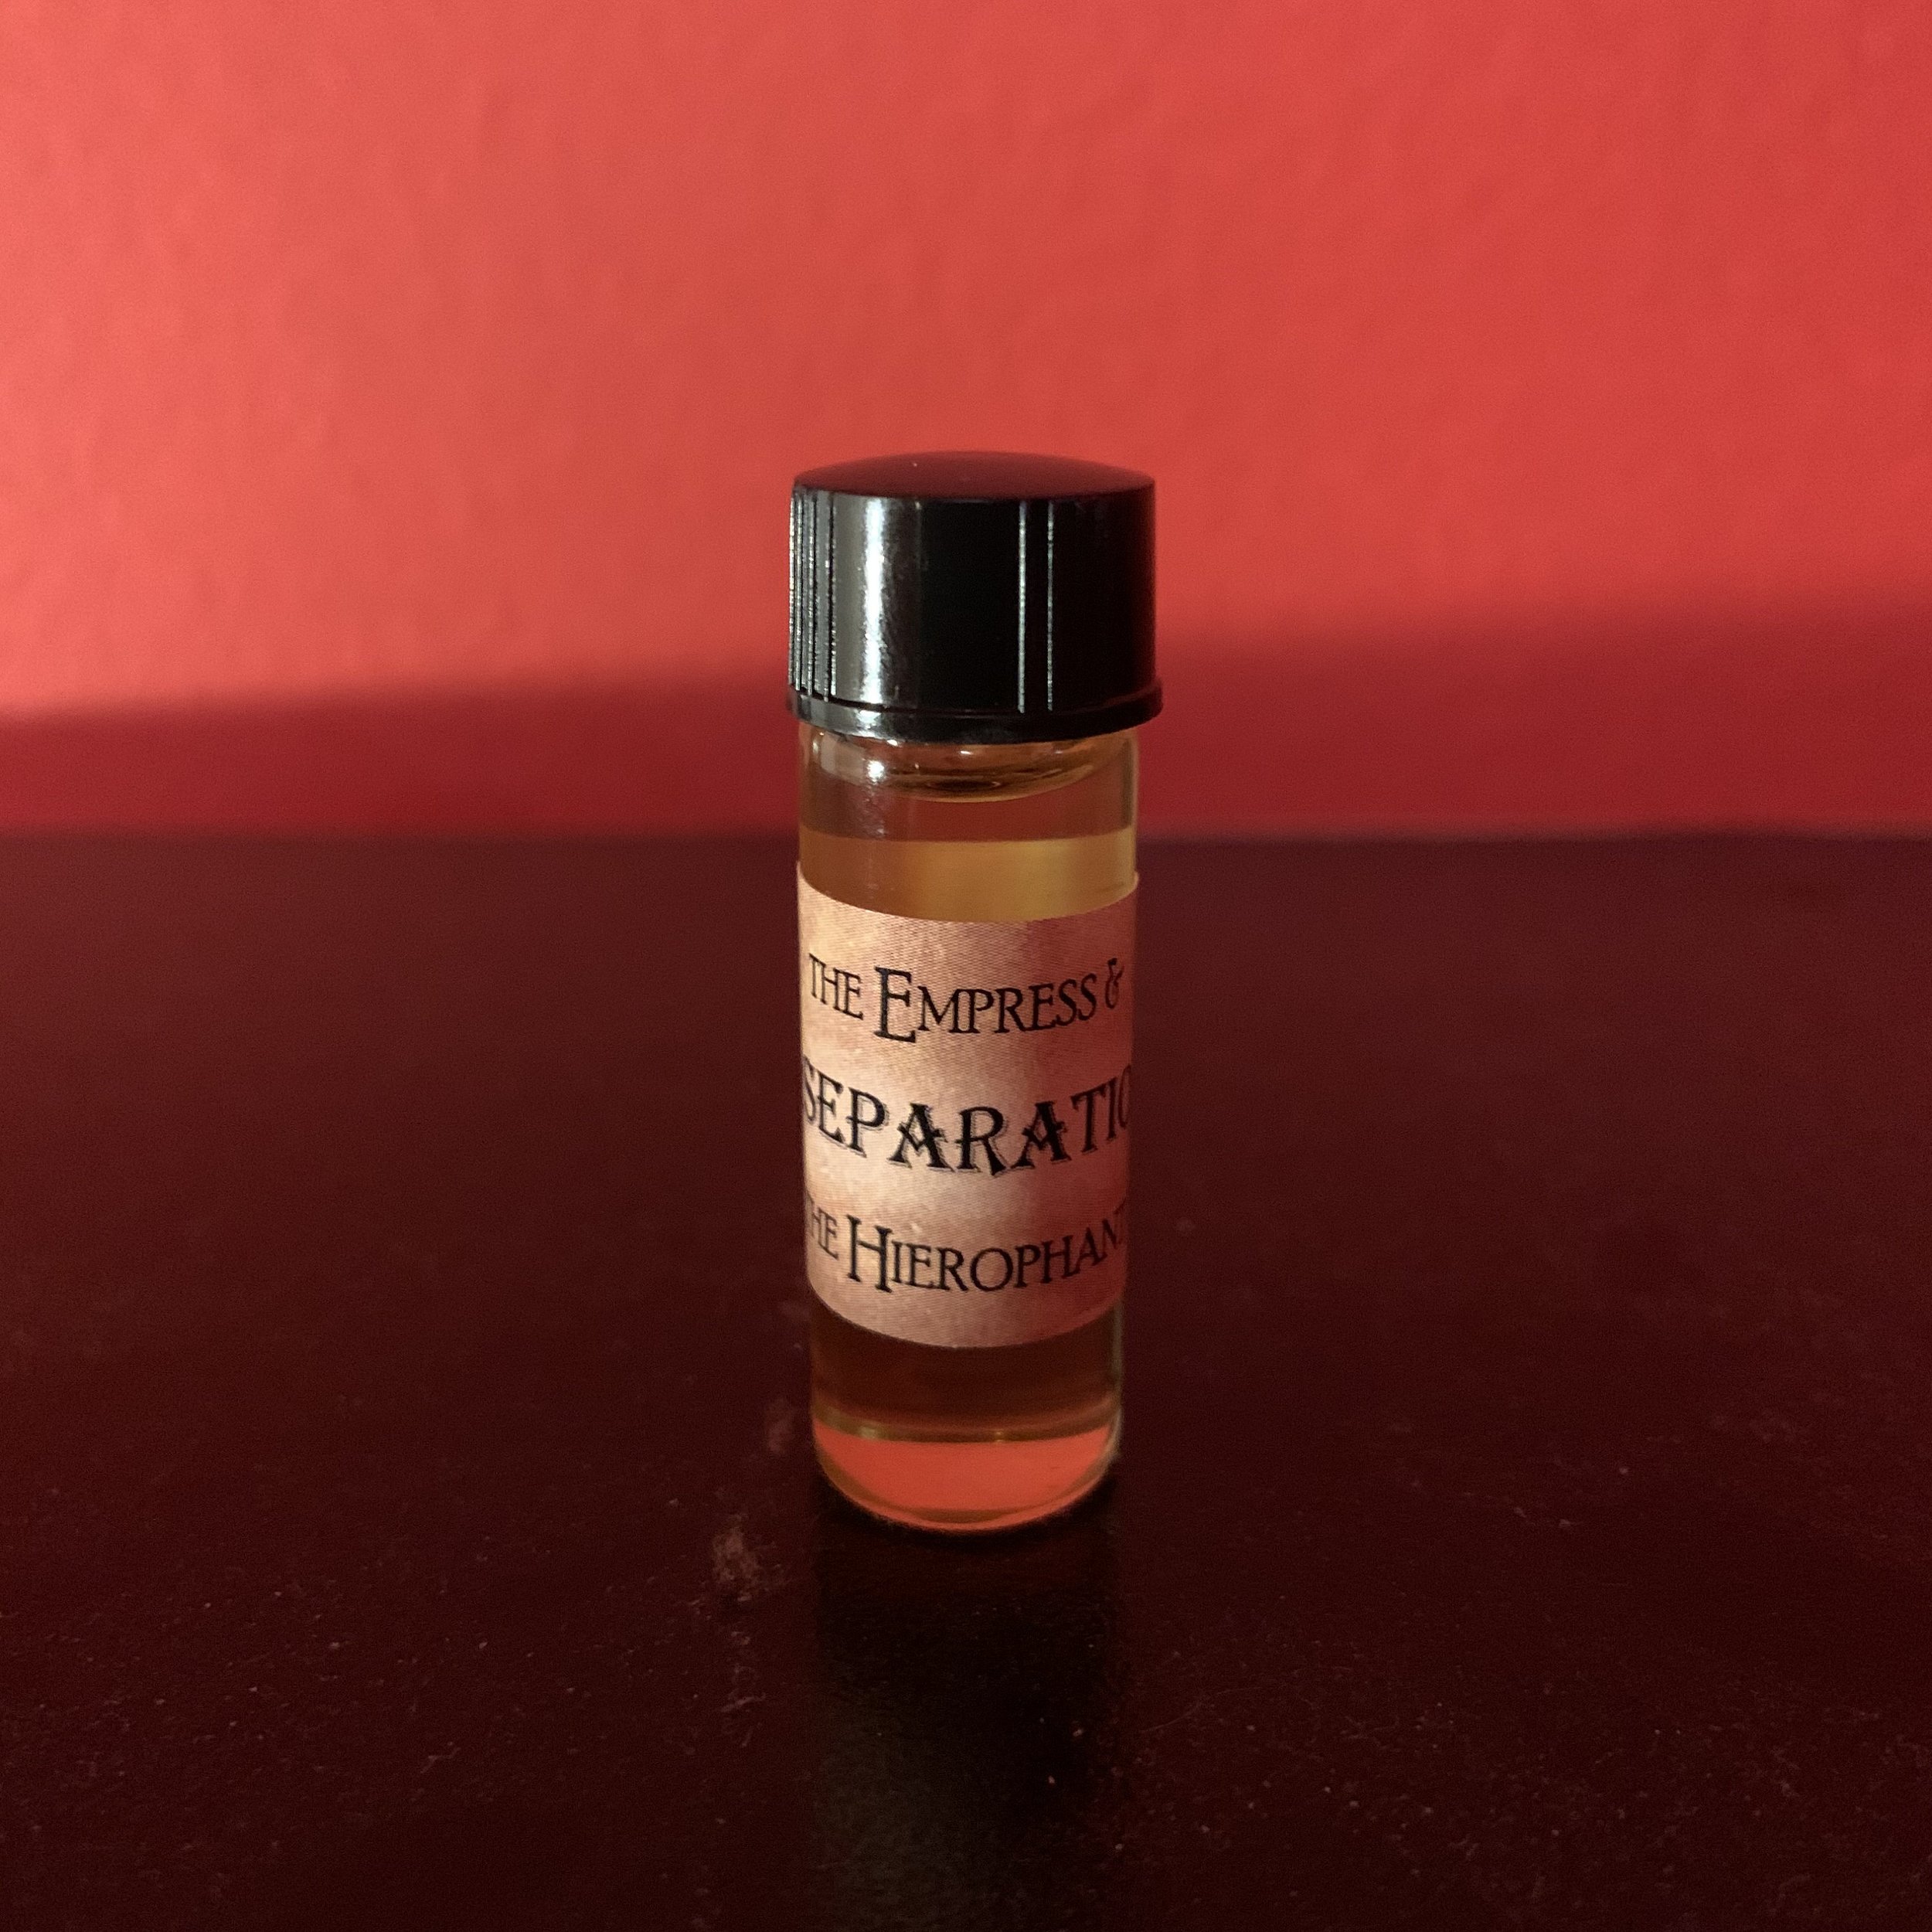 THE EMPRESS &
SEPARATIO
THE HIEROPHANT